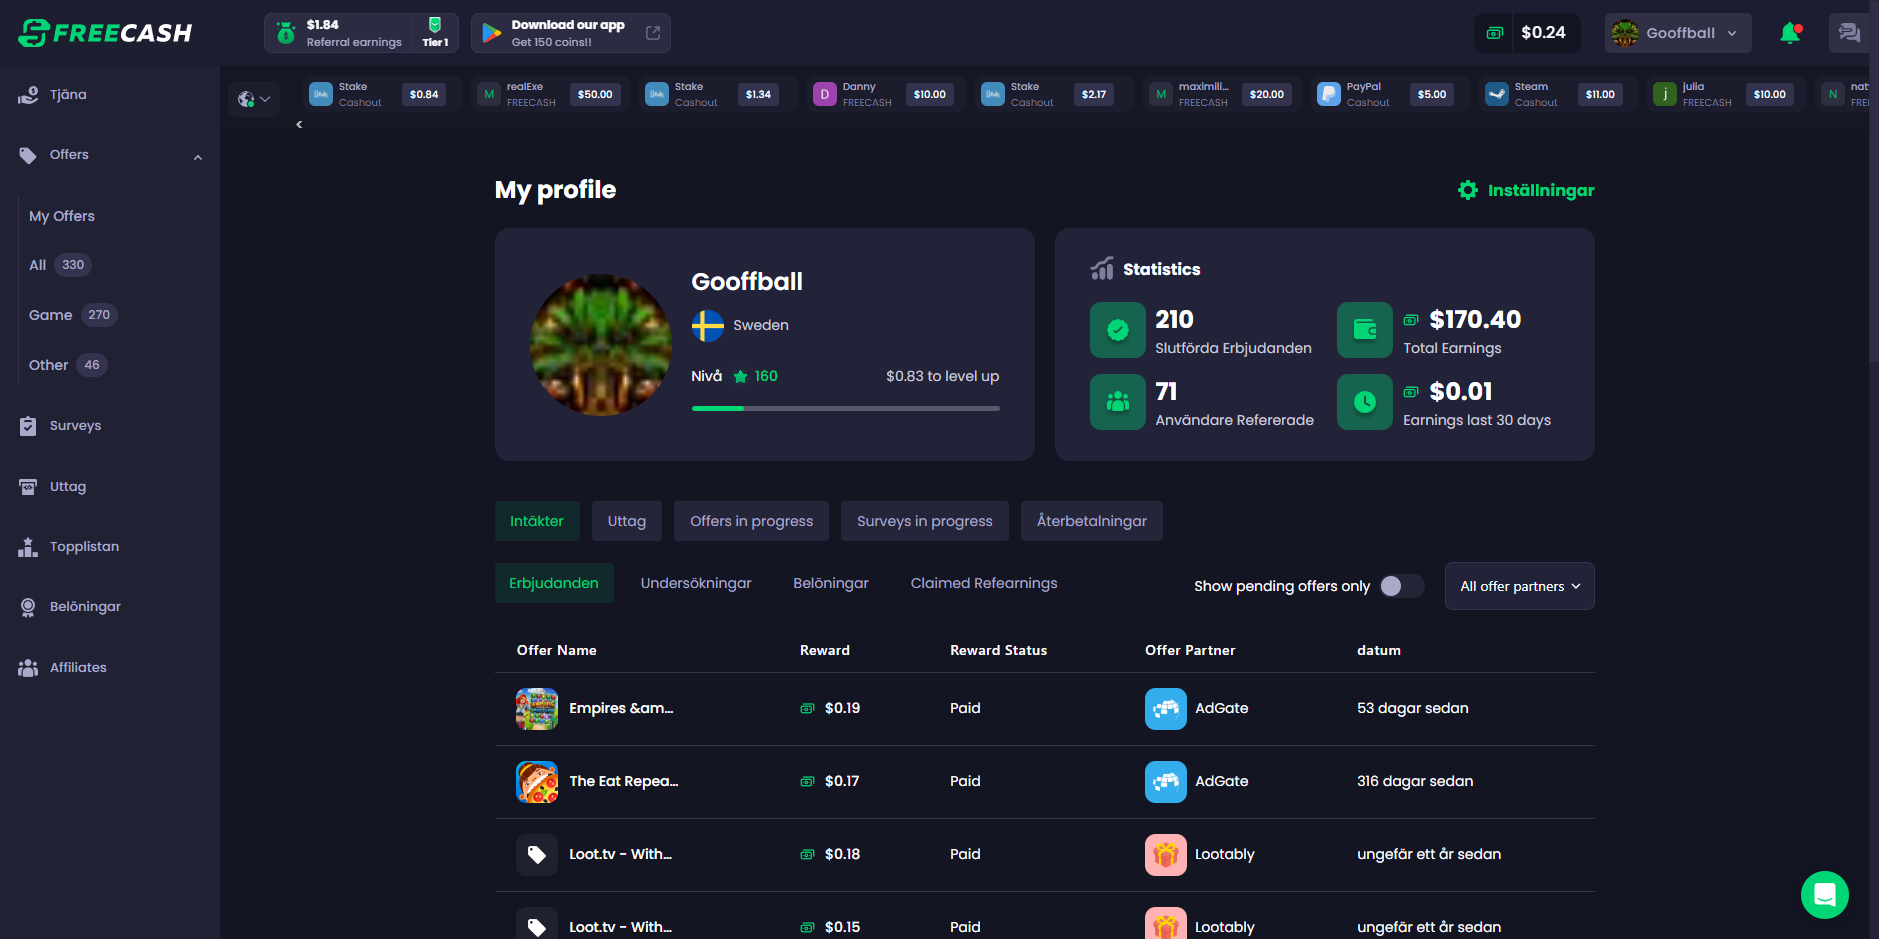 FREECASH
$1.84
Referral earnings
Tier 1
Download our app
Get 150 coins!!
$0.24
Gooffball
Stake
Cashout
$0.84
M
realExe
FREECASH
$50.00
Stake
Cashout
$1.34
D
Danny
FREECASH
$10.00
Stake
Cashout
$2.17
M
maximilli...
FREECASH
$20.00
PayPal
Cashout
$5.00
Steam
Cashout
$11.00
j
julia
FREECASH
$10.00
N
Tjäna
Offers
My Offers
All 330
Game 270
Other 46
Surveys
Uttag
Topplistan
Belöningar
Affiliates
My profile
Inställningar
Gooffball
Sweden
Nivå 160
$0.83 to level up
Statistics
210
Slutförda Erbjudanden
$170.40
Total Earnings
71
Användare Refererade
$0.01
Earnings last 30 days
Intäkter
Uttag
Offers in progress
Surveys in progress
Återbetalningar
Erbjudanden
Undersökningar
Belöningar
Claimed Refearnings
Show pending offers only
All offer partners
Offer Name Reward Reward Status Offer Partner datum
Empires &am... $0.19 Paid AdGate 53 dagar sedan
The Eat Repea... $0.17 Paid AdGate 316 dagar sedan
Loot.tv - With... $0.18 Paid Lootably ungefär ett år sedan
Loot.tv - With... $0.15 Paid Lootably ungefär ett år sedan